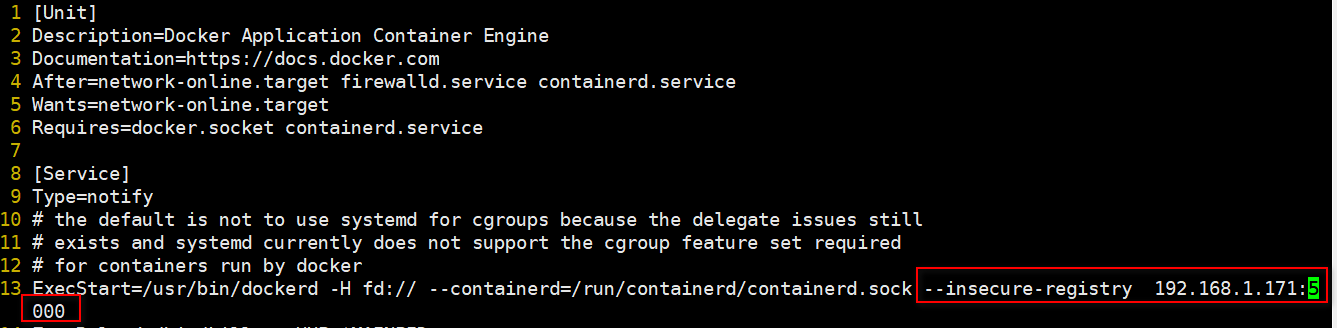 1 [Unit]
2 Description=Docker Application Container Engine
3 Documentation=https://docs.docker.com
4 After=network-online.target firewalld.service containerd.service
5 Wants=network-online.target
6 Requires=docker.socket containerd.service
7
8 [Service]
9 Type=notify
10 # the default is not to use systemd for cgroups because the delegate issues still
11 # exists and systemd currently does not support the cgroup feature set required
12 # for containers run by docker
13 ExecStart=/usr/bin/dockerd -H fd:// --containerd=/run/containerd/containerd.sock --insecure-registry  192.168.1.171:5
000